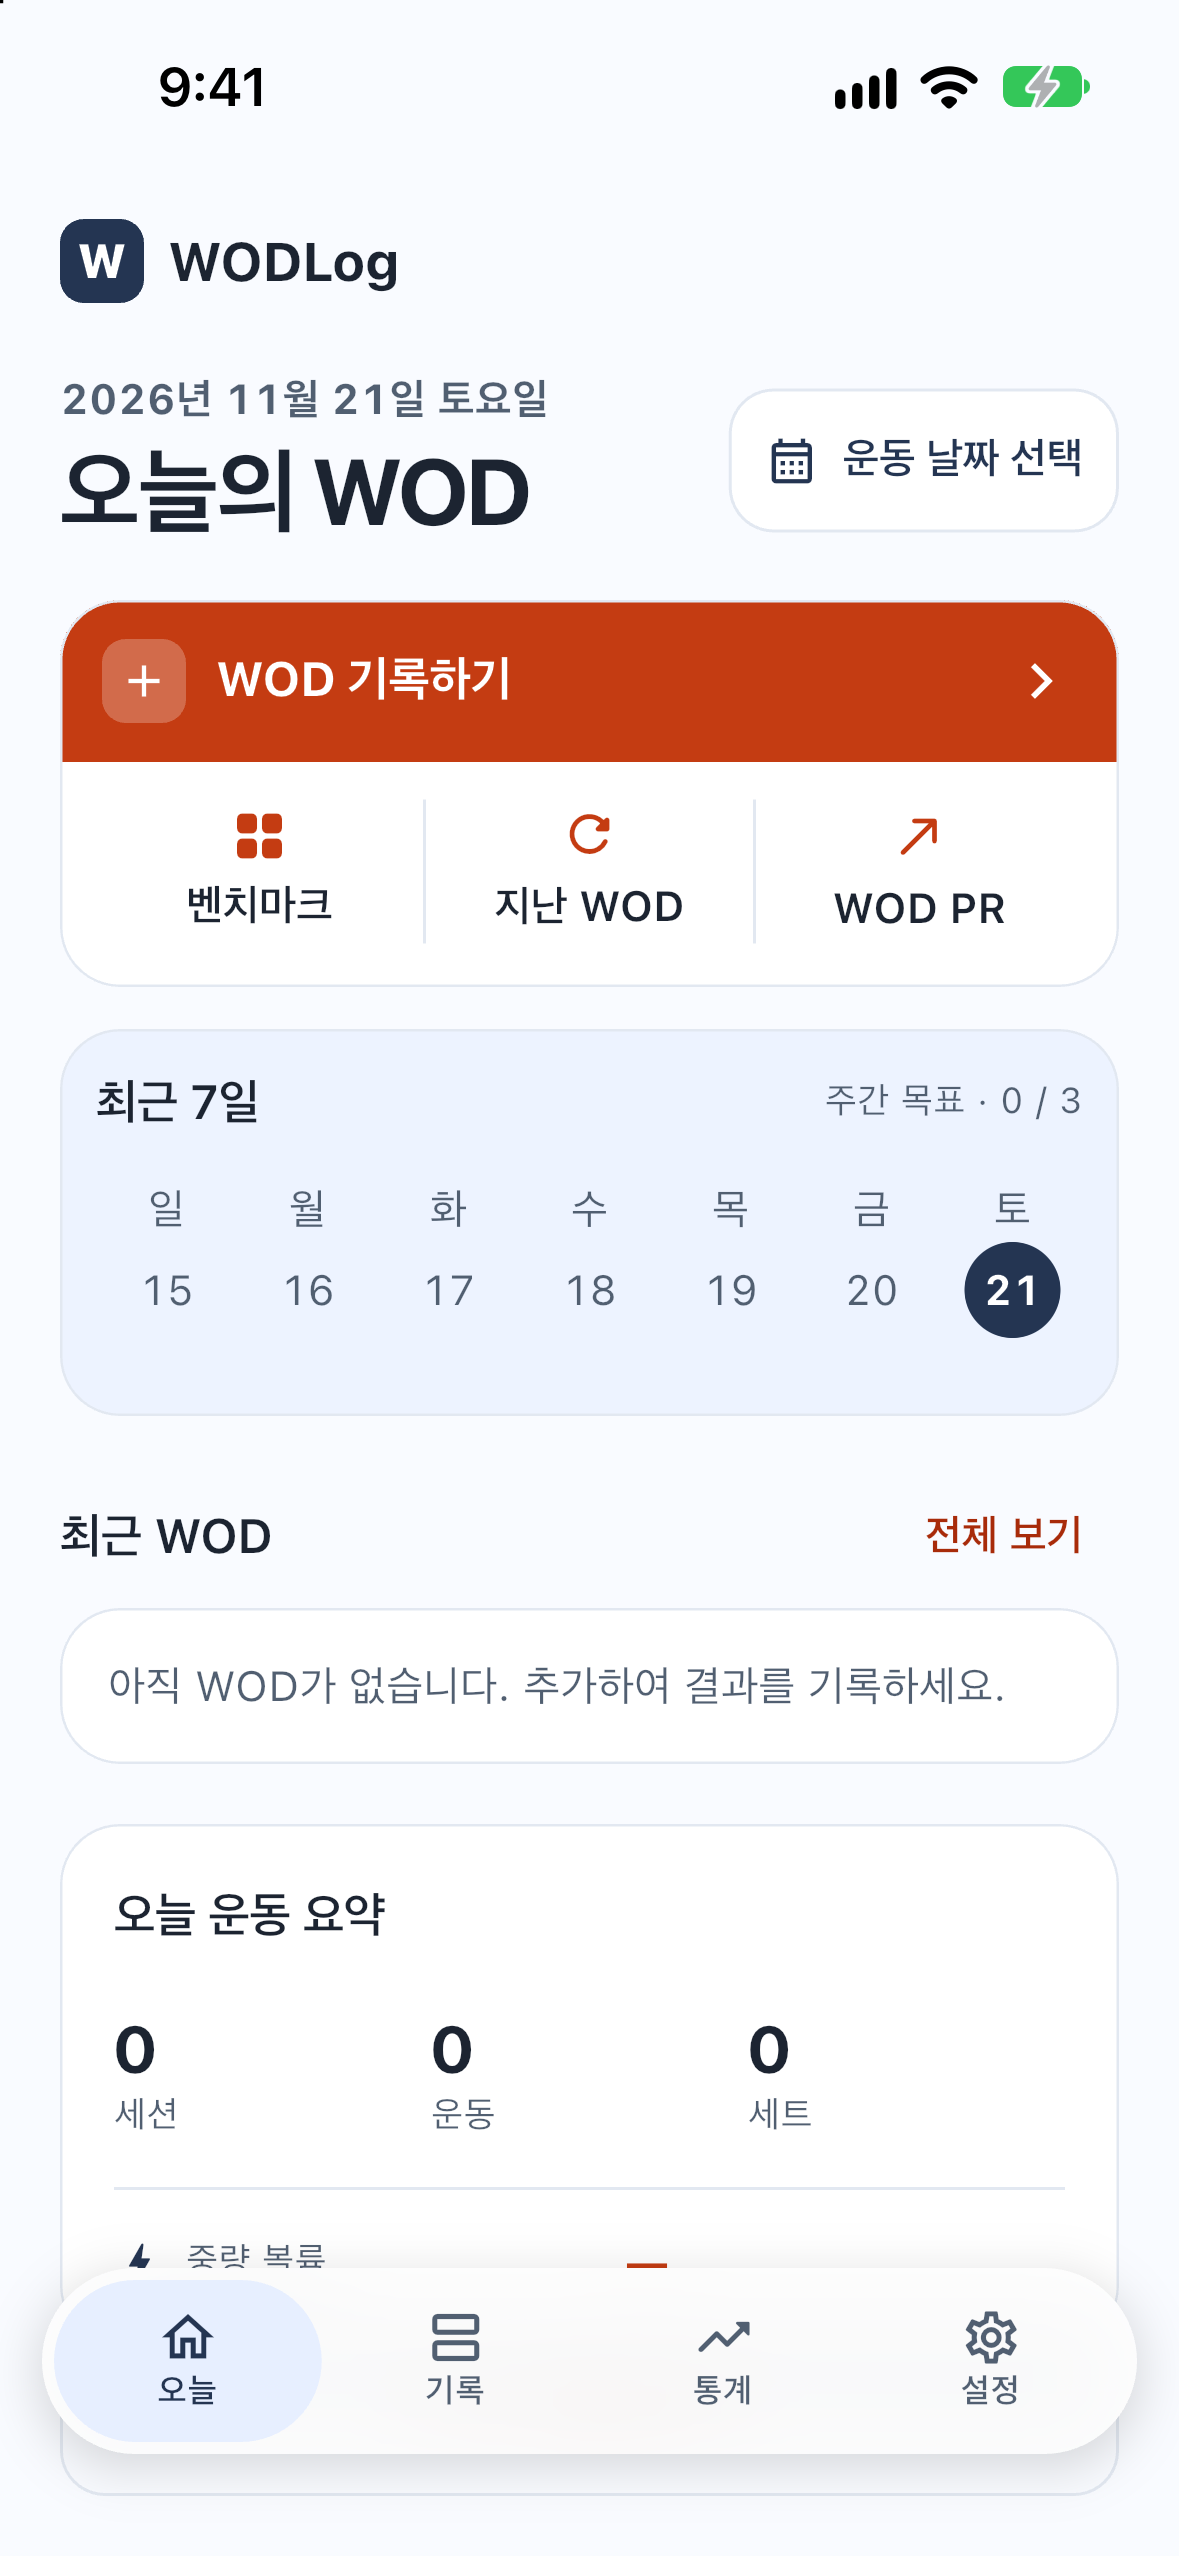 9:41
W WODLog
2026년 11월 21일 토요일
오늘의 WOD
운동 날짜 선택
WOD 기록하기
벤치마크 지난 WOD WOD PR
최근 7일 주간 목표 · 0 / 3
일 월 화 수 목 금 토
15 16 17 18 19 20 21
최근 WOD 전체 보기
아직 WOD가 없습니다. 추가하여 결과를 기록하세요.
오늘 운동 요약
0 0 0
세션 운동 세트
중량 볼륨
오늘 기록 통계 설정